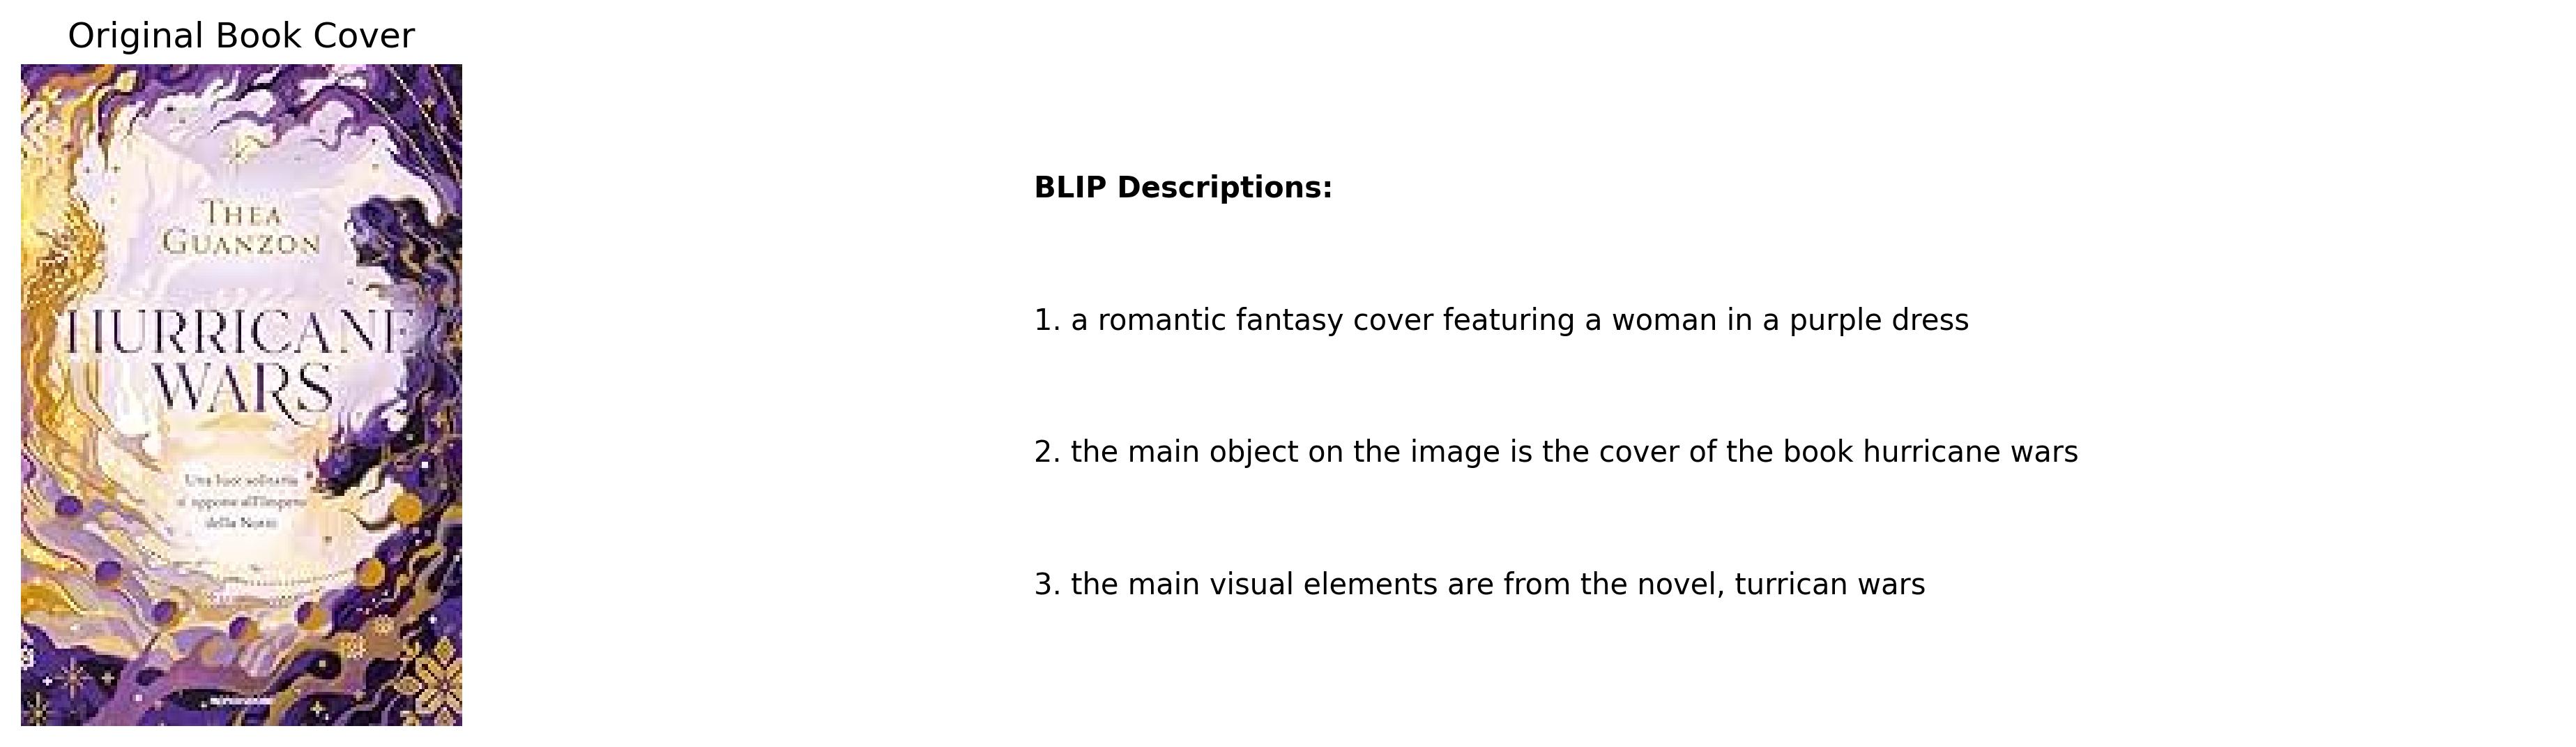 Original Book Cover
THEA
GUANZON
HURRICANE
WARS
Una luce solitaria
si oppone all'Impero
della Notte
BLIP Descriptions:
1. a romantic fantasy cover featuring a woman in a purple dress
2. the main object on the image is the cover of the book hurricane wars
3. the main visual elements are from the novel, turrican wars